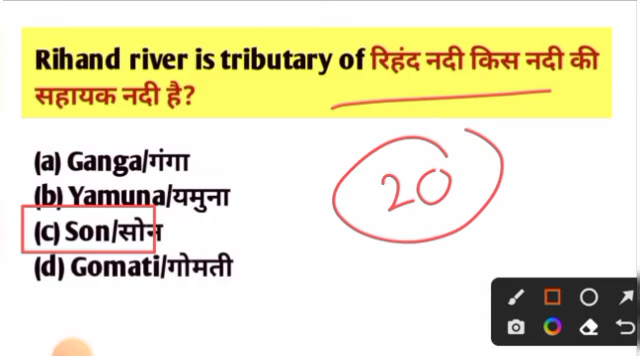 Rihand river is tributary of रिहंद नदी किस नदी की
सहायक नदी है?
(a) Ganga/गंगा
(b) Yamuna/यमुना
(c) Son/सोन
(d) Gomati/गोमती
20